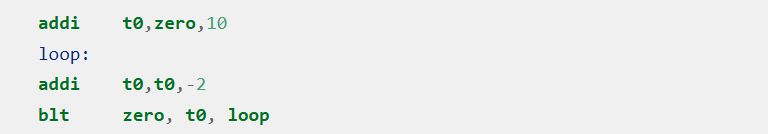 addi    t0,zero,10
loop:
addi    t0,t0,-2
blt     zero, t0, loop